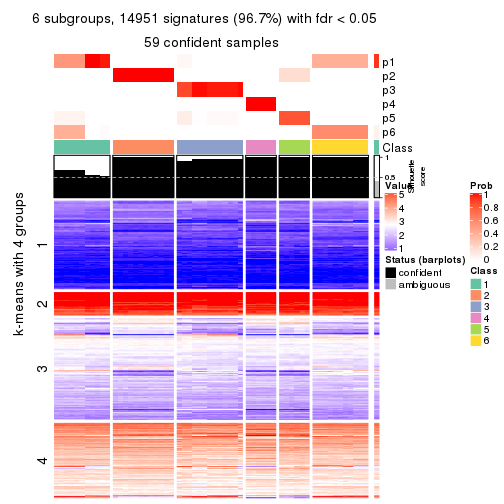 6 subgroups, 14951 signatures (96.7%) with fdr < 0.05
59 confident samples
p1
p2
p3
p4
p5
p6
Class
1
0.5
Silhouette
score
k-means with 4 groups
1
2
3
4
Value
5
4
3
2
1
Status (barplots)
confident
ambiguous
Prob
1
0.8
0.6
0.4
0.2
0
Class
1
2
3
4
5
6